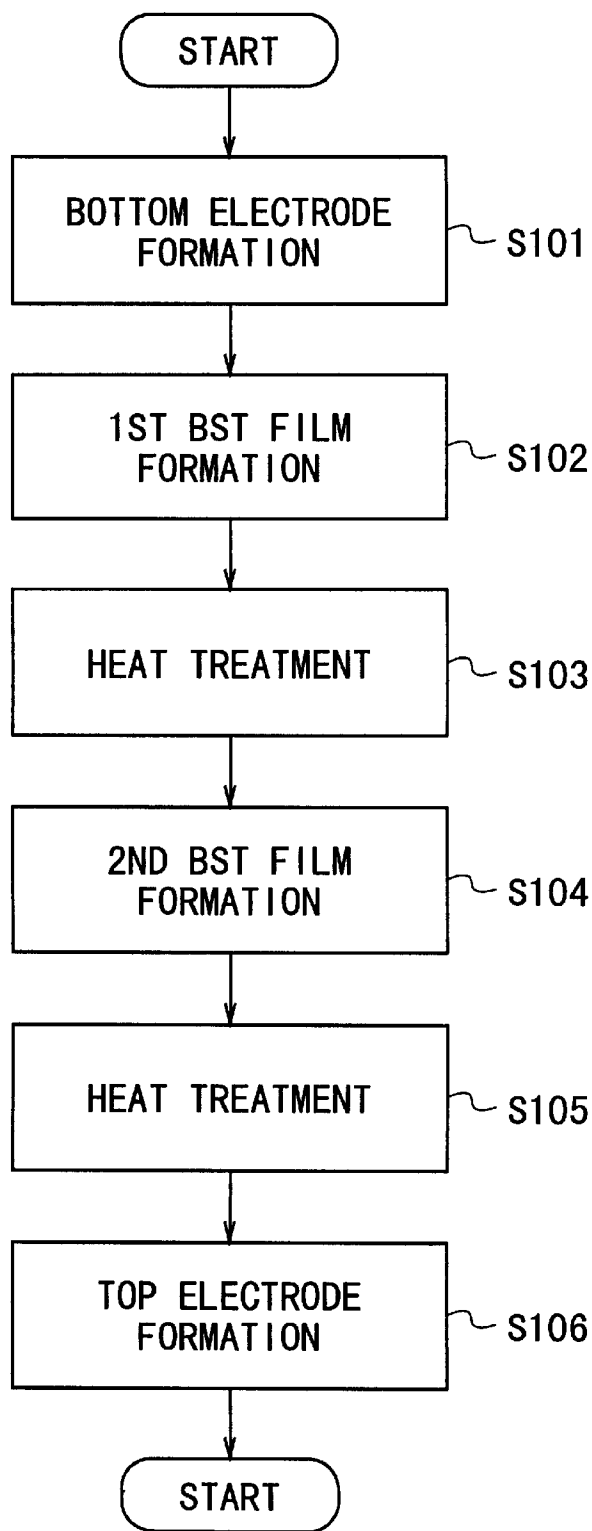 START
BOTTOM ELECTRODE
FORMATION
S101
1ST BST FILM
FORMATION
S102
HEAT TREATMENT
S103
2ND BST FILM
FORMATION
S104
HEAT TREATMENT
S105
TOP ELECTRODE
FORMATION
S106
START